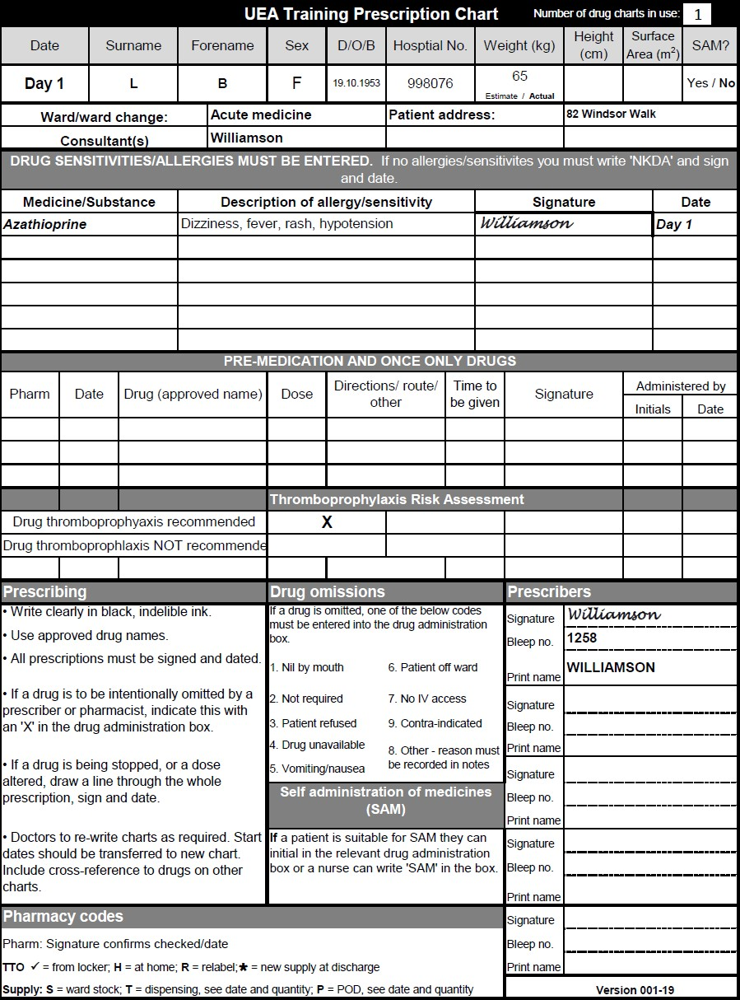 UEA Training Prescription Chart Number of drug charts in use: 1
Date Surname Forename Sex D/O/B Hosptial No. Weight (kg) Height (cm) Surface Area (m²) SAM?
Day 1 L B F 19.10.1953 998076 65 Estimate / Actual Yes / No
Ward/ward change: Acute medicine Patient address: 82 Windsor Walk
Consultant(s) Williamson
DRUG SENSITIVITIES/ALLERGIES MUST BE ENTERED. If no allergies/sensitivites you must write 'NKDA' and sign
and date.
Medicine/Substance Description of allergy/sensitivity Signature Date
Azathioprine Dizziness, fever, rash, hypotension Williamson Day 1
PRE-MEDICATION AND ONCE ONLY DRUGS
Pharm Date Drug (approved name) Dose Directions/ route/ other Time to be given Signature Administered by
Initials Date
Thromboprophylaxis Risk Assessment
Drug thromboprophyaxis recommended X
Drug thromboprophlaxis NOT recommende
Prescribing
• Write clearly in black, indelible ink.
• Use approved drug names.
• All prescriptions must be signed and dated.
• If a drug is to be intentionally omitted by a
prescriber or pharmacist, indicate this with
an 'X' in the drug administration box.
• If a drug is being stopped, or a dose
altered, draw a line through the whole
prescription, sign and date.
• Doctors to re-write charts as required. Start
dates should be transferred to new chart.
Include cross-reference to drugs on other
charts.
Drug omissions
If a drug is omitted, one of the below codes
must be entered into the drug administration
box.
1. Nil by mouth 6. Patient off ward
2. Not required 7. No IV access
3. Patient refused 9. Contra-indicated
4. Drug unavailable 8. Other - reason must
5. Vomiting/nausea be recorded in notes
Self administration of medicines
(SAM)
If a patient is suitable for SAM they can
initial in the relevant drug administration
box or a nurse can write 'SAM' in the box.
Prescribers
Signature Williamson
Bleep no. 1258
Print name WILLIAMSON
Signature
Bleep no.
Print name
Signature
Bleep no.
Print name
Signature
Bleep no.
Print name
Signature
Bleep no.
Print name
Pharmacy codes
Pharm: Signature confirms checked/date
TTO ✓ = from locker; H = at home; R = relabel;* = new supply at discharge
Supply: S = ward stock; T = dispensing, see date and quantity; P = POD, see date and quantity
Version 001-19